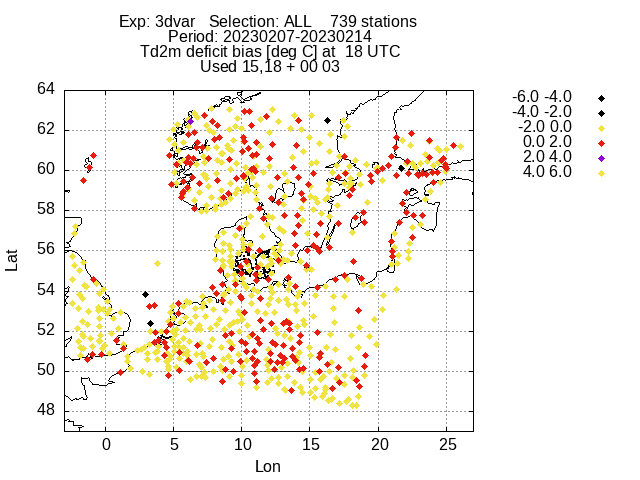 Exp: 3dvar   Selection: ALL    739 stations
Period: 20230207-20230214
Td2m deficit bias [deg C] at  18 UTC
Used 15,18 + 00 03
-6.0 -4.0
-4.0 -2.0
-2.0 0.0
0.0 2.0
2.0 4.0
4.0 6.0
64
62
60
58
56
54
52
50
48
Lat
0 5 10 15 20 25
Lon